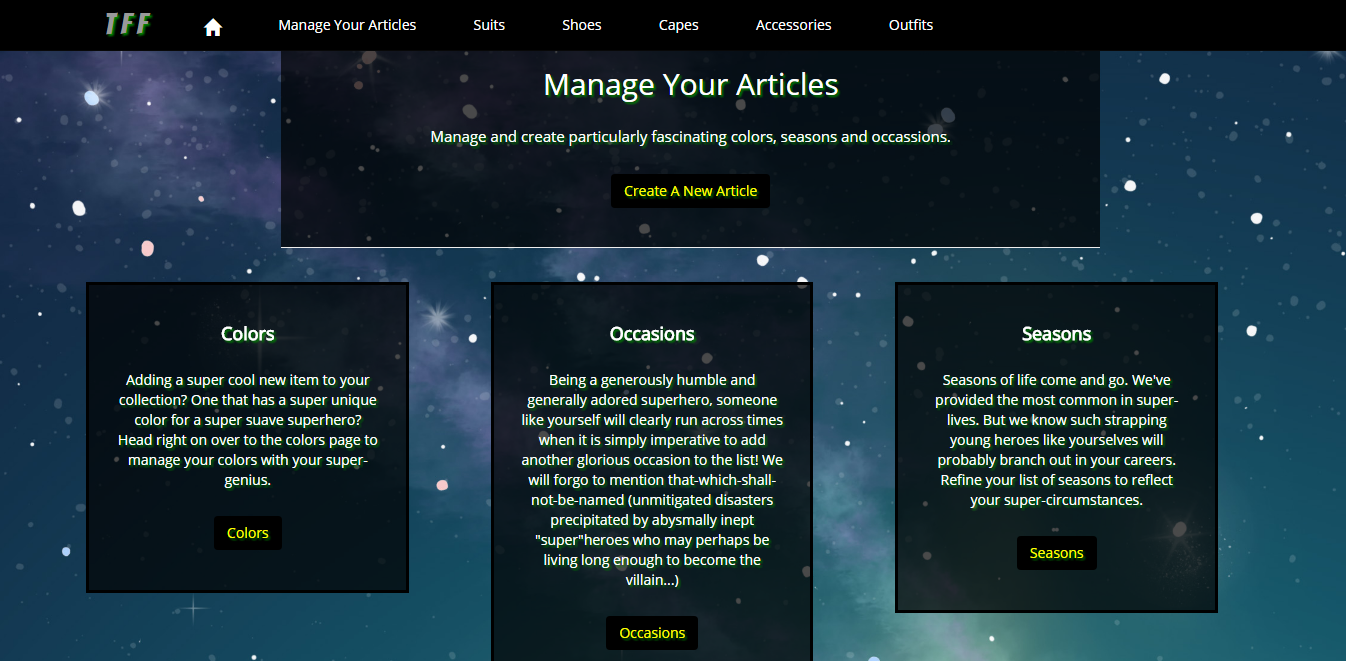 TFF
Manage Your Articles
Suits
Shoes
Capes
Accessories
Outfits
Manage Your Articles
Manage and create particularly fascinating colors, seasons and occassions.
Create A New Article
Colors
Adding a super cool new item to your
collection? One that has a super unique
color for a super suave superhero?
Head right on over to the colors page to
manage your colors with your super-
genius.
Colors
Occasions
Being a generously humble and
generally adored superhero, someone
like yourself will clearly run across times
when it is simply imperative to add
another glorious occasion to the list! We
will forgo to mention that-which-shall-
not-be-named (unmitigated disasters
precipitated by abysmally inept
"super"heroes who may perhaps be
living long enough to become the
villain...)
Occasions
Seasons
Seasons of life come and go. We've
provided the most common in super-
lives. But we know such strapping
young heroes like yourselves will
probably branch out in your careers.
Refine your list of seasons to reflect
your super-circumstances.
Seasons